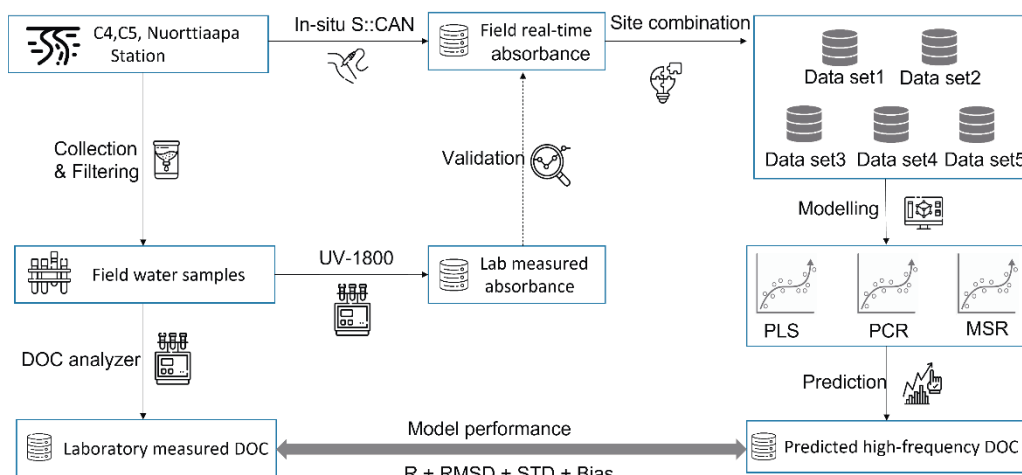 C4,C5, Nuorttiaapa
Station
In-situ S::CAN
Field real-time
absorbance
Site combination
Data set1
Data set2
Data set3
Data set4
Data set5
Collection
& Filtering
Validation
Modelling
Field water samples
UV-1800
Lab measured
absorbance
PLS
PCR
MSR
DOC analyzer
Prediction
Laboratory measured DOC
Model performance
R + RMSD + STD + Bias
Predicted high-frequency DOC